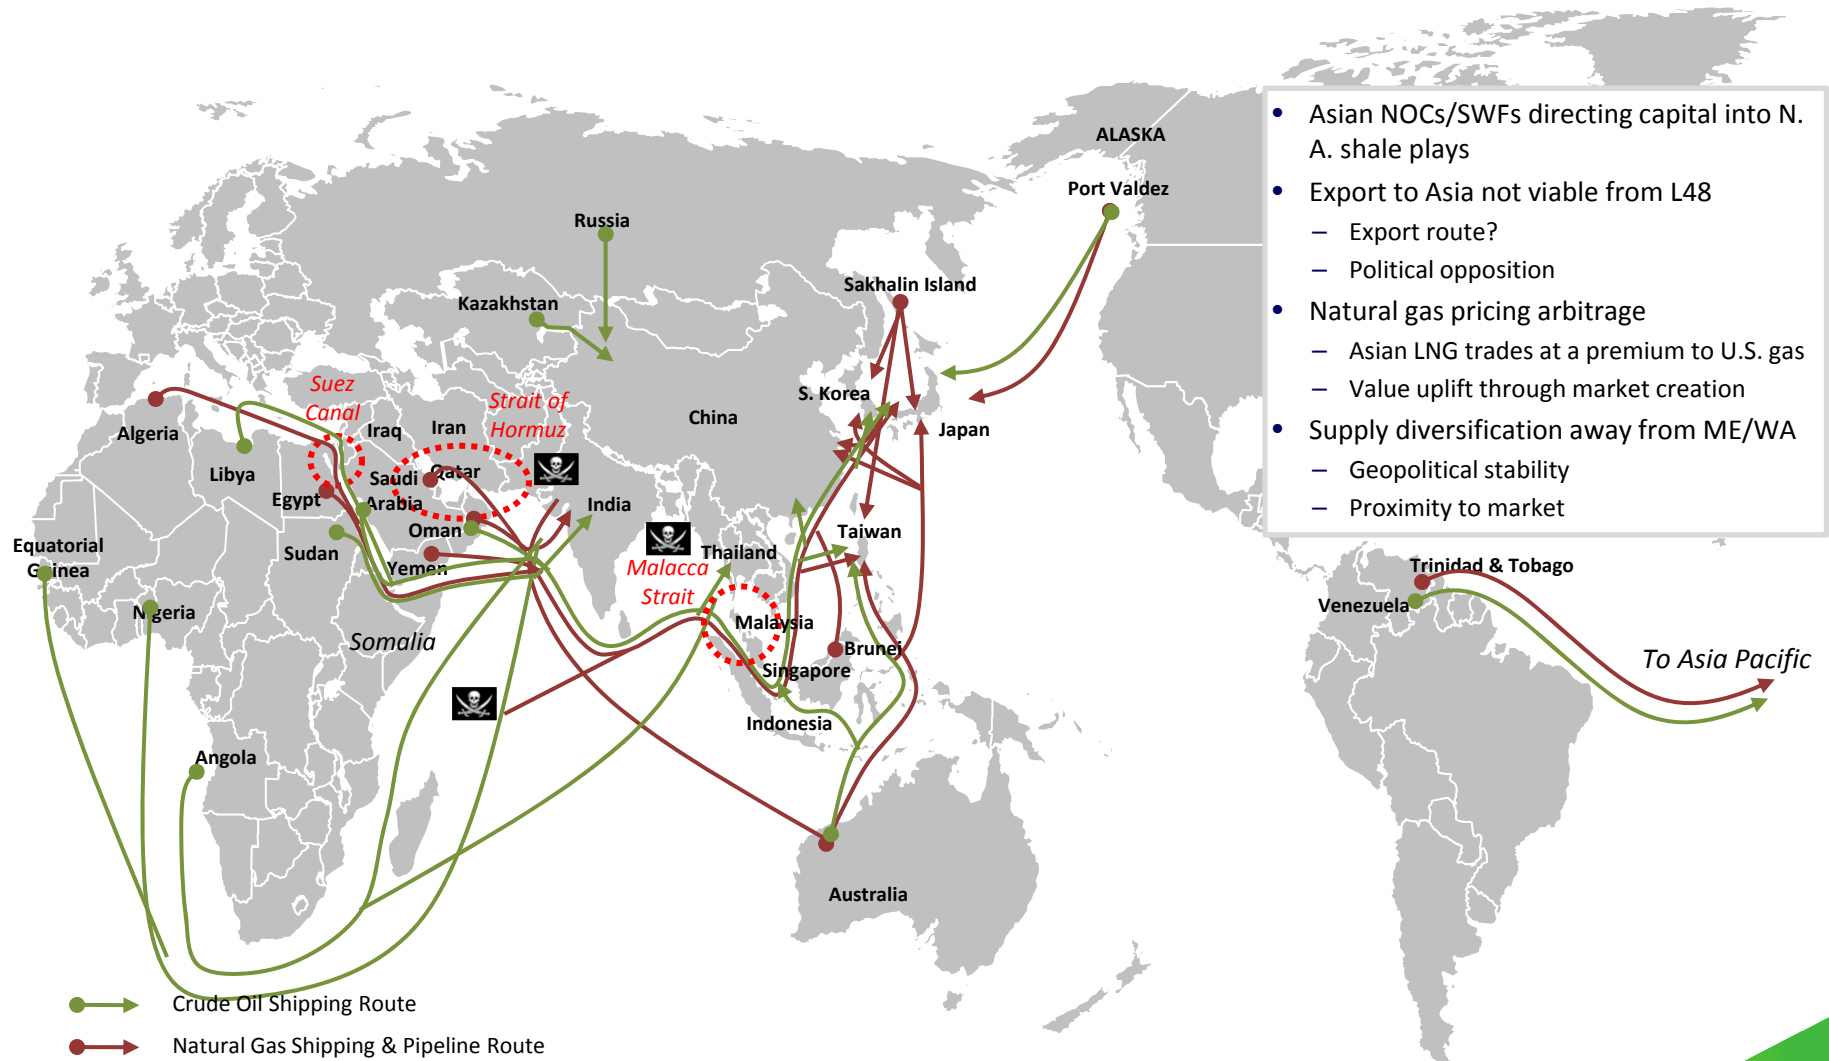 ALASKA
Port Valdez
Russia
Sakhalin Island
Kazakhstan
Suez
Canal
Strait of
Hormuz
S. Korea
China
Japan
Algeria
Iraq
Iran
Libya
Egypt
Saudi
Arabia
Qatar
India
Oman
Taiwan
Sudan
Yemen
Thailand
Malacca
Strait
Equatorial
Guinea
Nigeria
Somalia
Malaysia
Brunei
Singapore
Indonesia
Angola
Australia
• Asian NOCs/SWFs directing capital into N.
A. shale plays
• Export to Asia not viable from L48
– Export route?
– Political opposition
• Natural gas pricing arbitrage
– Asian LNG trades at a premium to U.S. gas
– Value uplift through market creation
• Supply diversification away from ME/WA
– Geopolitical stability
– Proximity to market
Trinidad & Tobago
Venezuela
To Asia Pacific
Crude Oil Shipping Route
Natural Gas Shipping & Pipeline Route